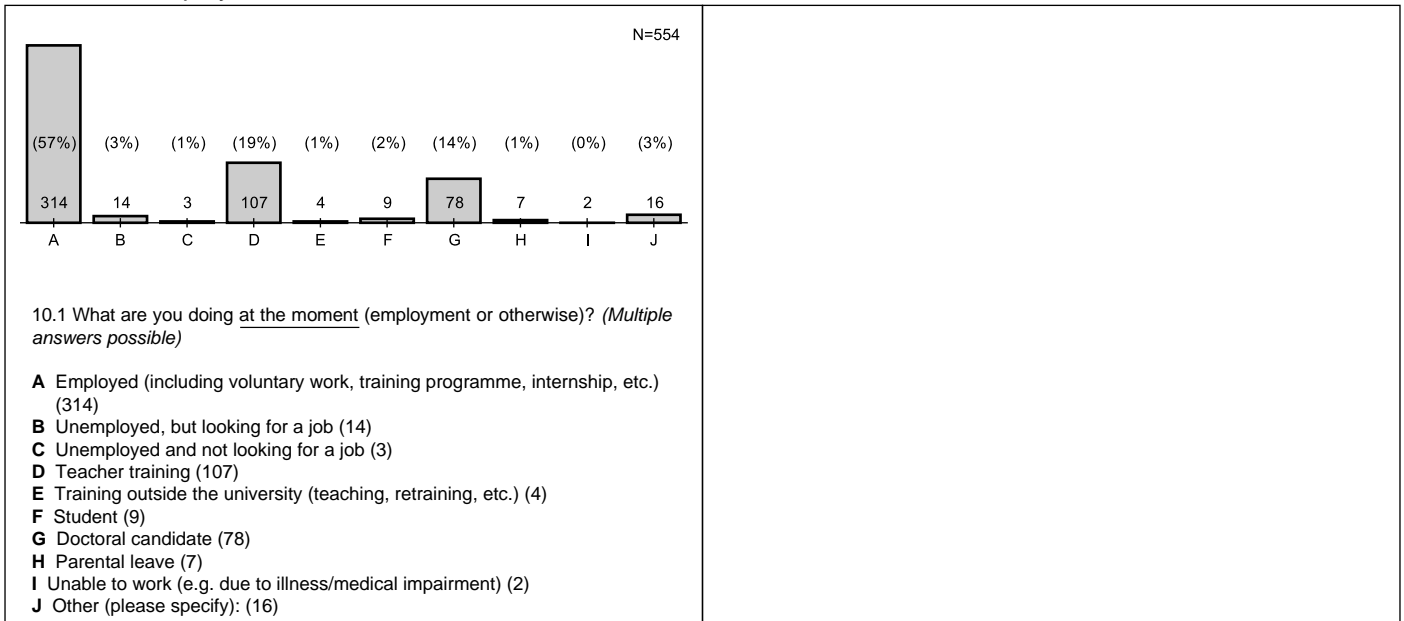 N=554
(57%) (3%) (1%) (19%) (1%) (2%) (14%) (1%) (0%) (3%)
314 14 3 107 4 9 78 7 2 16
A B C D E F G H I J
10.1 What are you doing at the moment (employment or otherwise)? (Multiple
answers possible)
A Employed (including voluntary work, training programme, internship, etc.)
(314)
B Unemployed, but looking for a job (14)
C Unemployed and not looking for a job (3)
D Teacher training (107)
E Training outside the university (teaching, retraining, etc.) (4)
F Student (9)
G Doctoral candidate (78)
H Parental leave (7)
I Unable to work (e.g. due to illness/medical impairment) (2)
J Other (please specify): (16)